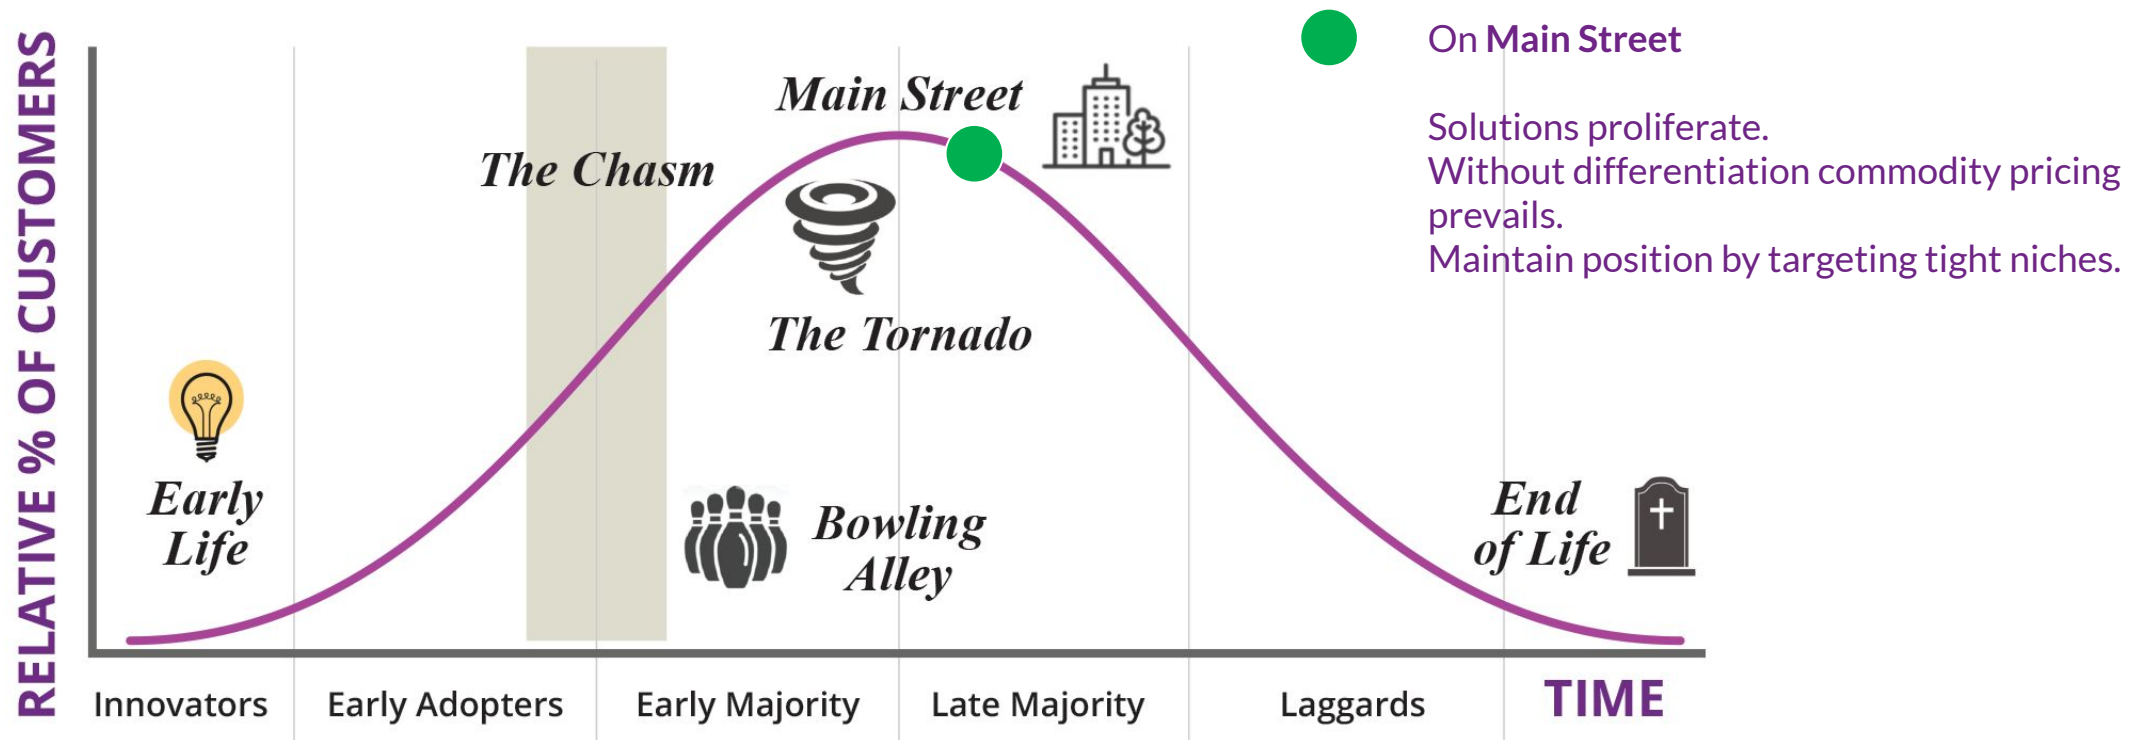 RELATIVE % OF CUSTOMERS
Main Street
The Chasm
The Tornado
Early
Life
Bowling
Alley
End
of Life
Innovators
Early Adopters
Early Majority
Late Majority
Laggards
TIME
On Main Street
Solutions proliferate.
Without differentiation commodity pricing
prevails.
Maintain position by targeting tight niches.